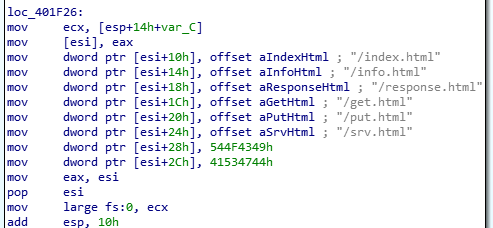 loc_401F26:
mov ecx, [esp+14h+var_C]
mov [esi], eax
mov dword ptr [esi+10h], offset aIndexHtml ; "/index.html"
mov dword ptr [esi+14h], offset aInfoHtml ; "/info.html"
mov dword ptr [esi+18h], offset aResponseHtml ; "/response.html"
mov dword ptr [esi+1Ch], offset aGetHtml ; "/get.html"
mov dword ptr [esi+20h], offset aPutHtml ; "/put.html"
mov dword ptr [esi+24h], offset aSrvHtml ; "/srv.html"
mov dword ptr [esi+28h], 544F4349h
mov dword ptr [esi+2Ch], 41534744h
mov eax, esi
pop esi
mov large fs:0, ecx
add esp, 10h